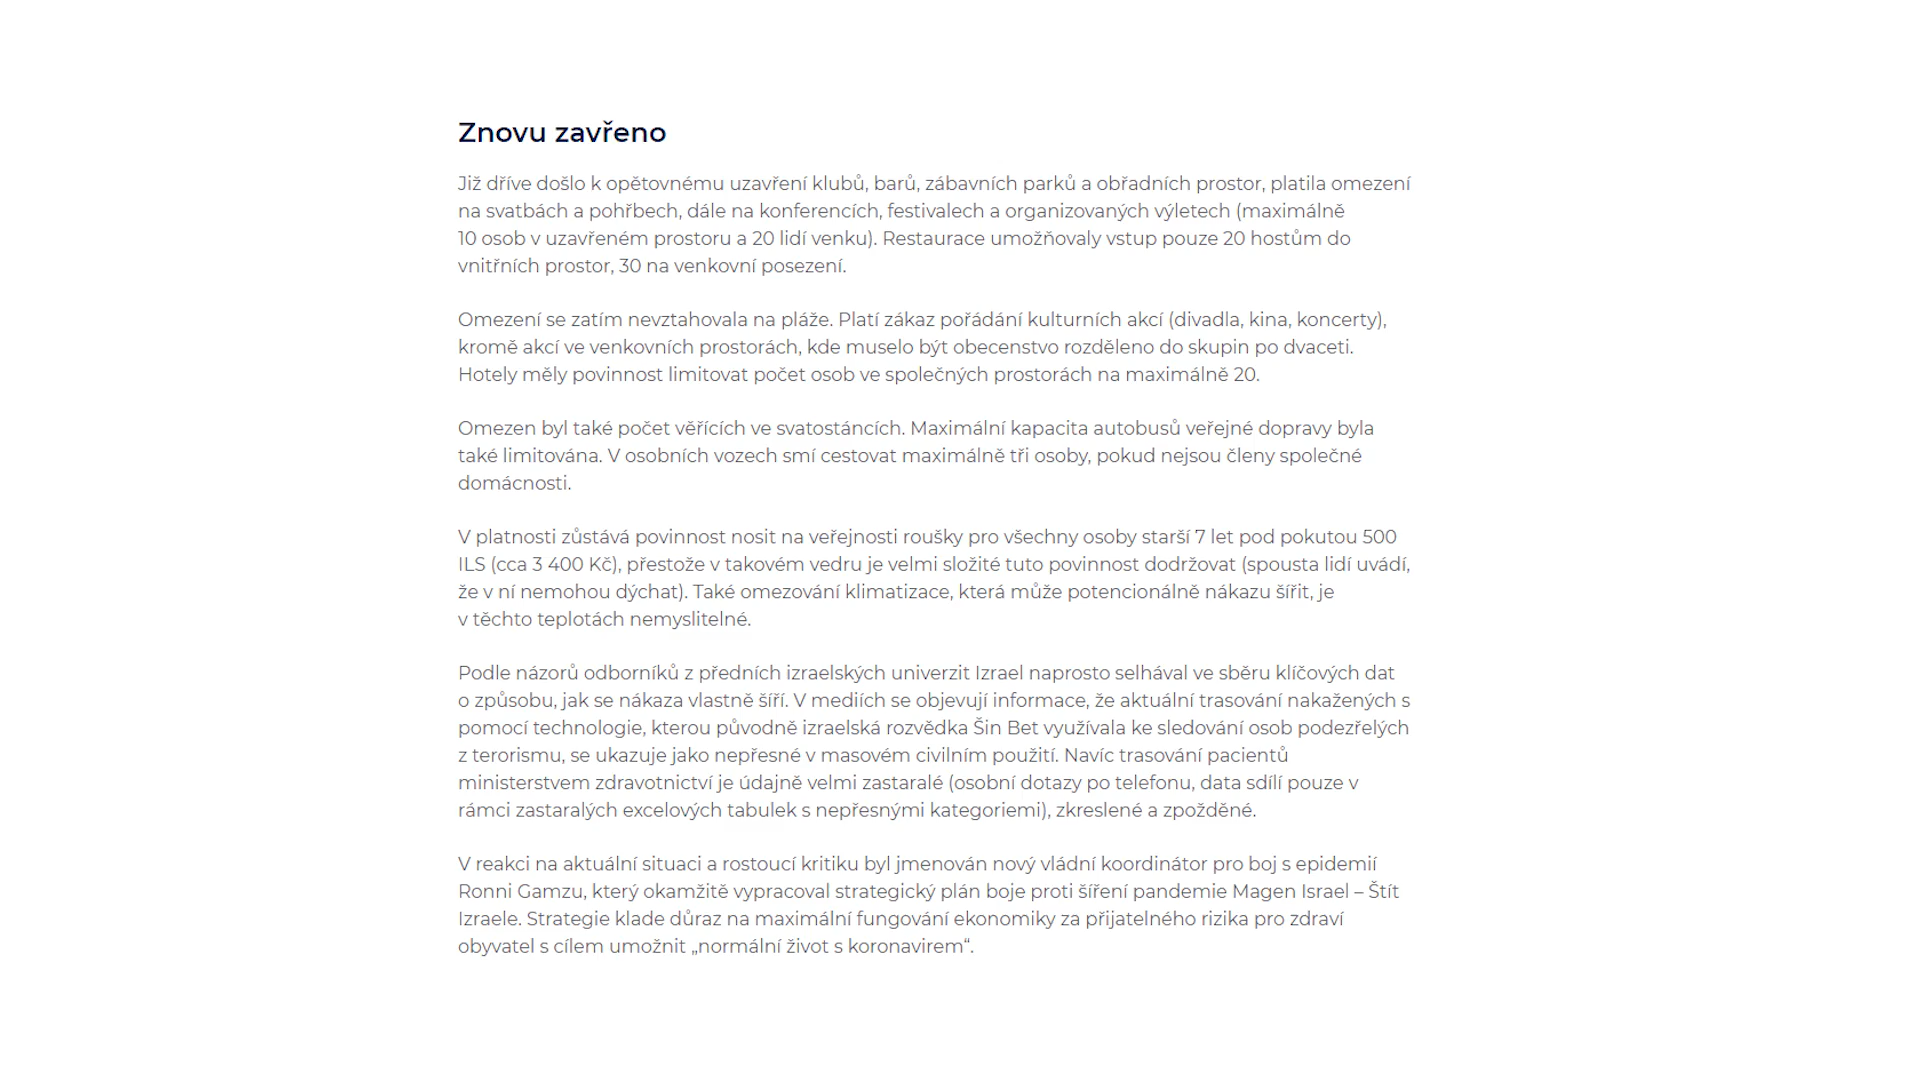 Znovu zavřeno
Již dříve došlo k opětovnému uzavření klubů, barů, zábavních parků a obřadních prostor, platila omezení
na svatbách a pohřbech, dále na konferencích, festivalech a organizovaných výletech (maximálně
10 osob v uzavřeném prostoru a 20 lidí venku). Restaurace umožňovaly vstup pouze 20 hostům do
vnitřních prostor, 30 na venkovní posezení.
Omezení se zatím nevztahovala na pláže. Platí zákaz pořádání kulturních akcí (divadla, kina, koncerty),
kromě akcí ve venkovních prostorách, kde muselo být obecenstvo rozděleno do skupin po dvaceti.
Hotely měly povinnost limitovat počet osob ve společných prostorách na maximálně 20.
Omezen byl také počet věřících ve svatostáncích. Maximální kapacita autobusů veřejné dopravy byla
také limitována. V osobních vozech smí cestovat maximálně tři osoby, pokud nejsou členy společné
domácnosti.
V platnosti zůstává povinnost nosit na veřejnosti roušky pro všechny osoby starší 7 let pod pokutou 500
ILS (cca 3 400 Kč), přestože v takovém vedru je velmi složité tuto povinnost dodržovat (spousta lidí uvádí,
že v ní nemohou dýchat). Také omezování klimatizace, která může potencionálně nákazu šířit, je
v těchto teplotách nemyslitelné.
Podle názorů odborníků z předních izraelských univerzit Izrael naprosto selhával ve sběru klíčových dat
o způsobu, jak se nákaza vlastně šíří. V mediích se objevují informace, že aktuální trasování nakažených s
pomocí technologie, kterou původně izraelská rozvědka Šin Bet využívala ke sledování osob podezřelých
z terorismu, se ukazuje jako nepřesné v masovém civilním použití. Navíc trasování pacientů
ministerstvem zdravotnictví je údajně velmi zastaralé (osobní dotazy po telefonu, data sdílí pouze v
rámci zastaralých excelových tabulek s nepřesnými kategoriemi), zkreslené a zpožděné.
V reakci na aktuální situaci a rostoucí kritiku byl jmenován nový vládní koordinátor pro boj s epidemií
Ronni Gamzu, který okamžitě vypracoval strategický plán boje proti šíření pandemie Magen Israel – Štít
Izraele. Strategie klade důraz na maximální fungování ekonomiky za přijatelného rizika pro zdraví
obyvatel s cílem umožnit „normální život s koronavirem“.